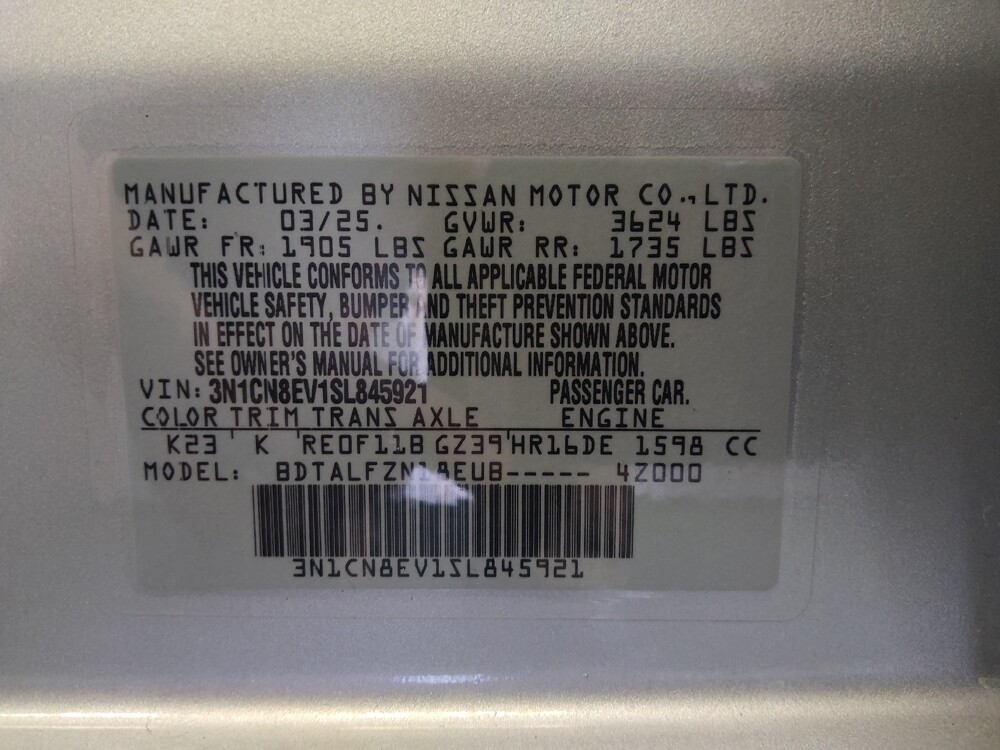 MANUFACTURED BY NISSAN MOTOR CO.,LTD.
DATE: 03/25. GVWR: 3624 LBS
GAWR FR: 1905 LBS GAWR RR: 1735 LBS
THIS VEHICLE CONFORMS TO ALL APPLICABLE FEDERAL MOTOR
VEHICLE SAFETY, BUMPER AND THEFT PREVENTION STANDARDS
IN EFFECT ON THE DATE OF MANUFACTURE SHOWN ABOVE.
SEE OWNER'S MANUAL FOR ADDITIONAL INFORMATION.
VIN: 3N1CN8EV1SL845921 PASSENGER CAR.
COLOR TRIM TRANS AXLE ENGINE
K23 ' K 'RE0F11B'GZ39'HR16DE 1598 CC
MODEL: BDTALFZN18EUB----- 4Z000
3N1CN8EV1SL845921